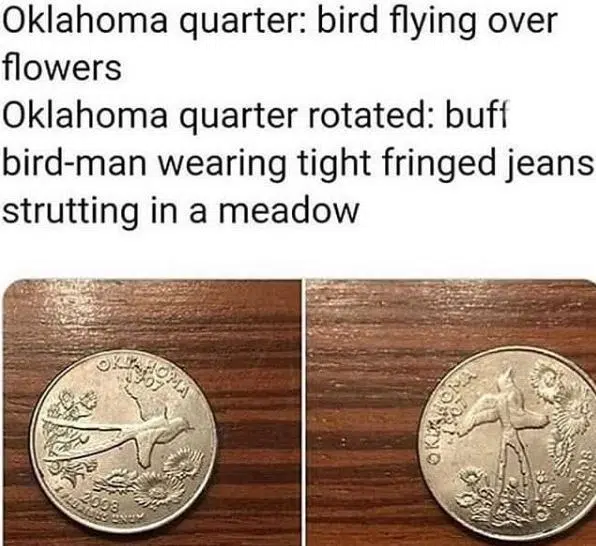 Oklahoma quarter: bird flying over
flowers
Oklahoma quarter rotated: buff
bird-man wearing tight fringed jeans
strutting in a meadow
OKLAHOMA
1907
2008
OKLAHOMA
2008